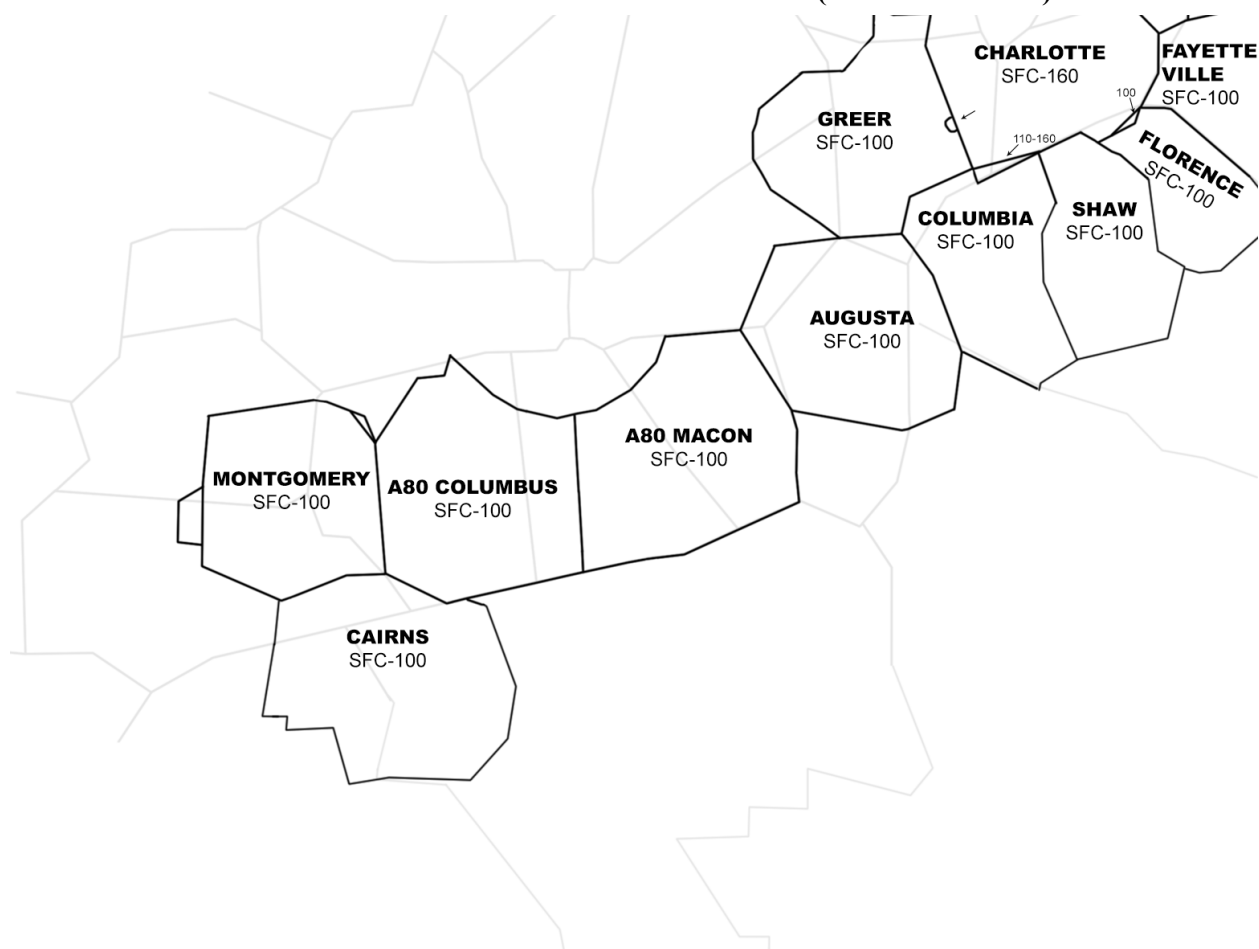 CHARLOTTE
SFC-160
FAYETTE
VILLE
SFC-100
100
GREER
SFC-100
110-160
FLORENCE
SFC-100
COLUMBIA
SFC-100
SHAW
SFC-100
AUGUSTA
SFC-100
A80 MACON
SFC-100
MONTGOMERY
SFC-100
A80 COLUMBUS
SFC-100
CAIRNS
SFC-100